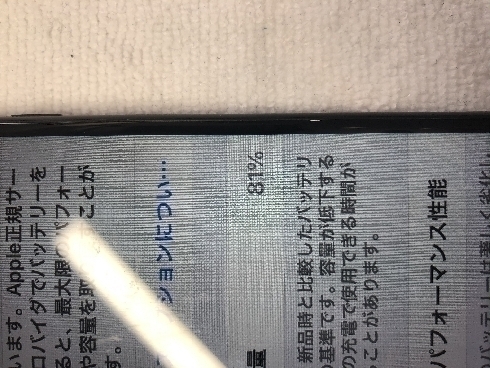 います。Apple正規サー
コバイダでバッテリーを
ると、最大限のパフォー
や容量を取 ことが
す。
ションについ...
量 81%
新品時と比較したバッテリ
の基準です。容量が低下する
の充電で使用できる時間が
ことがあります。
パフォーマンス性能